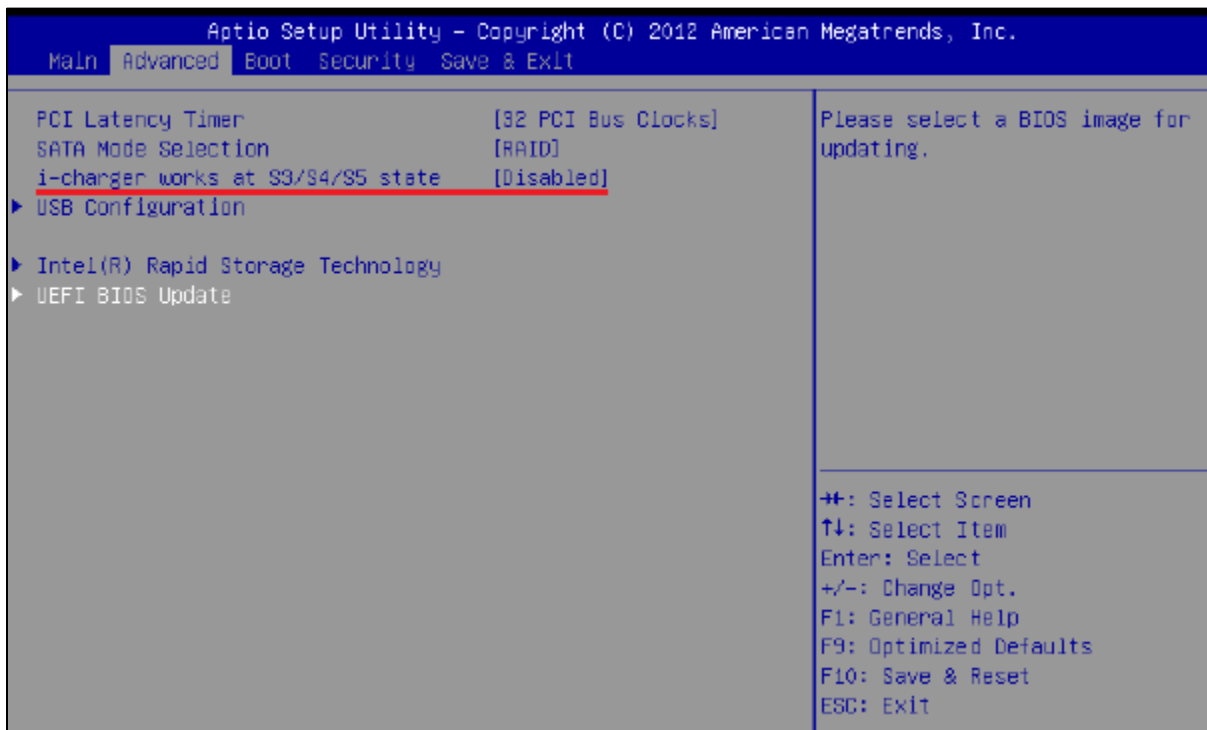 Aptio Setup Utility – Copyright (C) 2012 American Megatrends, Inc.
Main Advanced Boot Security Save & Exit
PCI Latency Timer [32 PCI Bus Clocks]
SATA Mode Selection [RAID]
i-charger works at S3/S4/S5 state [Disabled]
► USB Configuration
► Intel(R) Rapid Storage Technology
► UEFI BIOS Update
Please select a BIOS image for
updating.
→←: Select Screen
↑↓: Select Item
Enter: Select
+/-: Change Opt.
F1: General Help
F9: Optimized Defaults
F10: Save & Reset
ESC: Exit